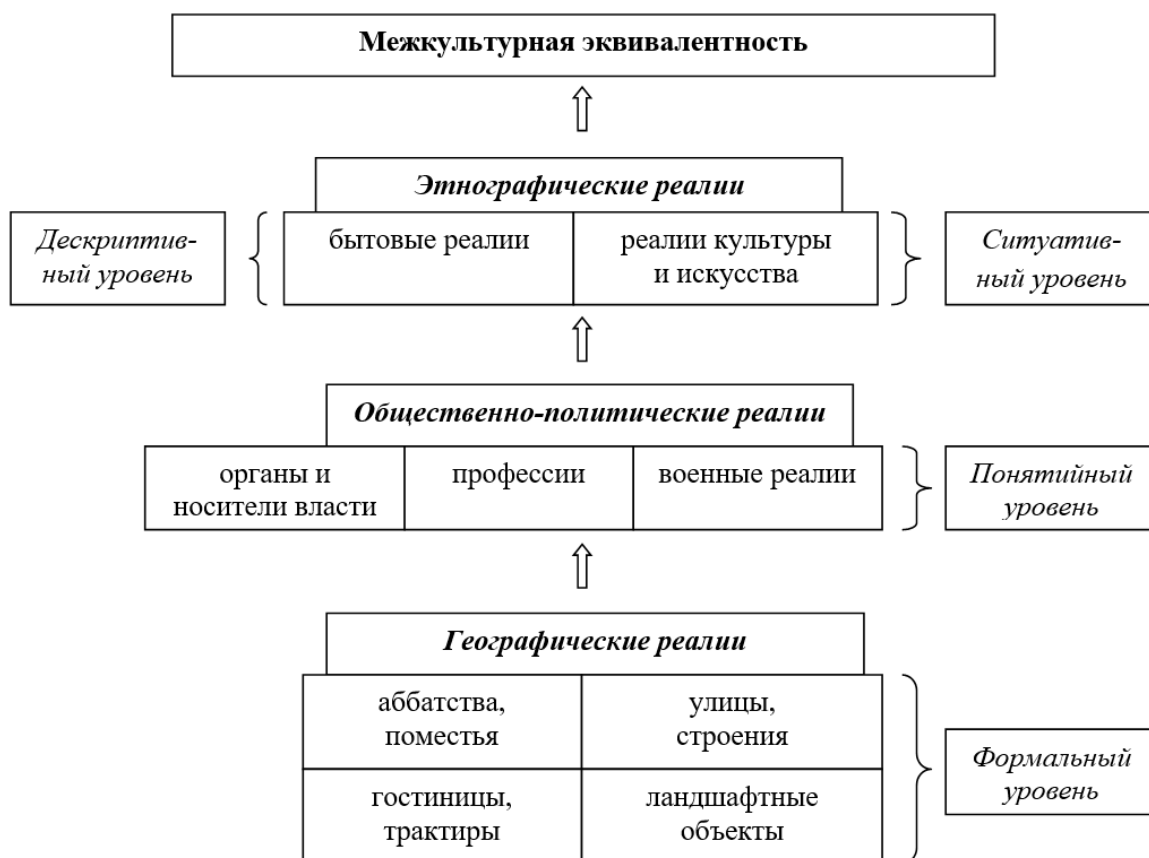 Межкультурная эквивалентность
Этнографические реалии
Дескриптив-
ный уровень
бытовые реалии
реалии культуры
и искусства
Ситуатив-
ный уровень
Общественно-политические реалии
органы и
носители власти
профессии
военные реалии
Понятийный
уровень
Географические реалии
аббатства,
поместья
улицы,
строения
гостиницы,
трактиры
ландшафтные
объекты
Формальный
уровень